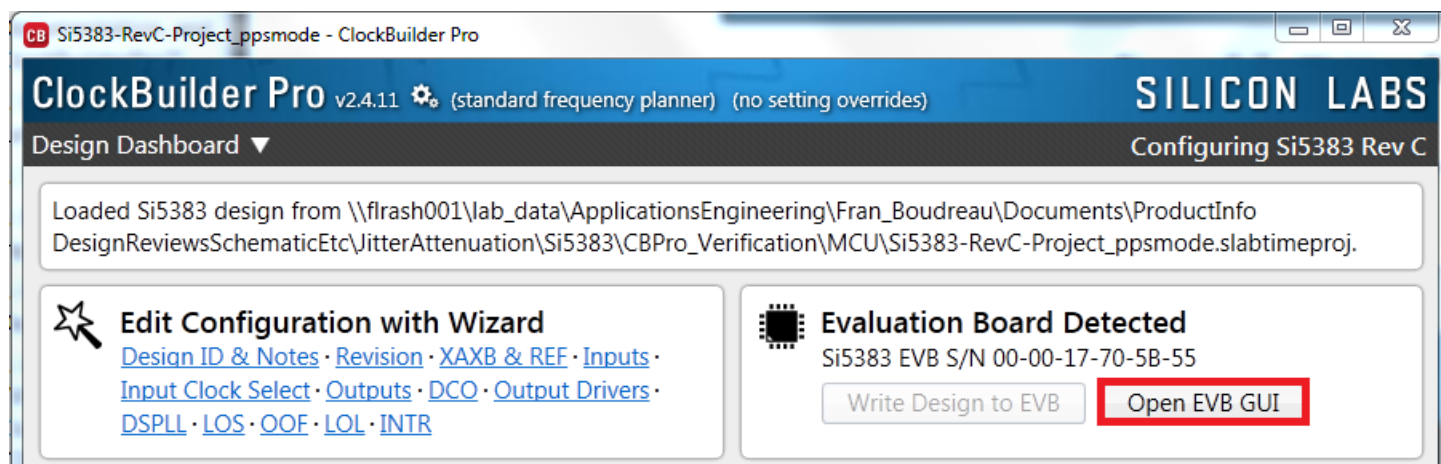 CB Si5383-RevC-Project_ppsmode - ClockBuilder Pro
ClockBuilder Pro v2.4.11 (standard frequency planner) (no setting overrides) SILICON LABS
Design Dashboard ▼ Configuring Si5383 Rev C
Loaded Si5383 design from \\flrash001\lab_data\ApplicationsEngineering\Fran_Boudreau\Documents\ProductInfo
DesignReviewsSchematicEtc\JitterAttenuation\Si5383\CBPro_Verification\MCU\Si5383-RevC-Project_ppsmode.slabtimeproj.
Edit Configuration with Wizard
Design ID & Notes · Revision · XAXB & REF · Inputs ·
Input Clock Select · Outputs · DCO · Output Drivers ·
DSPLL · LOS · OOF · LOL · INTR
Evaluation Board Detected
Si5383 EVB S/N 00-00-17-70-5B-55
Write Design to EVB Open EVB GUI